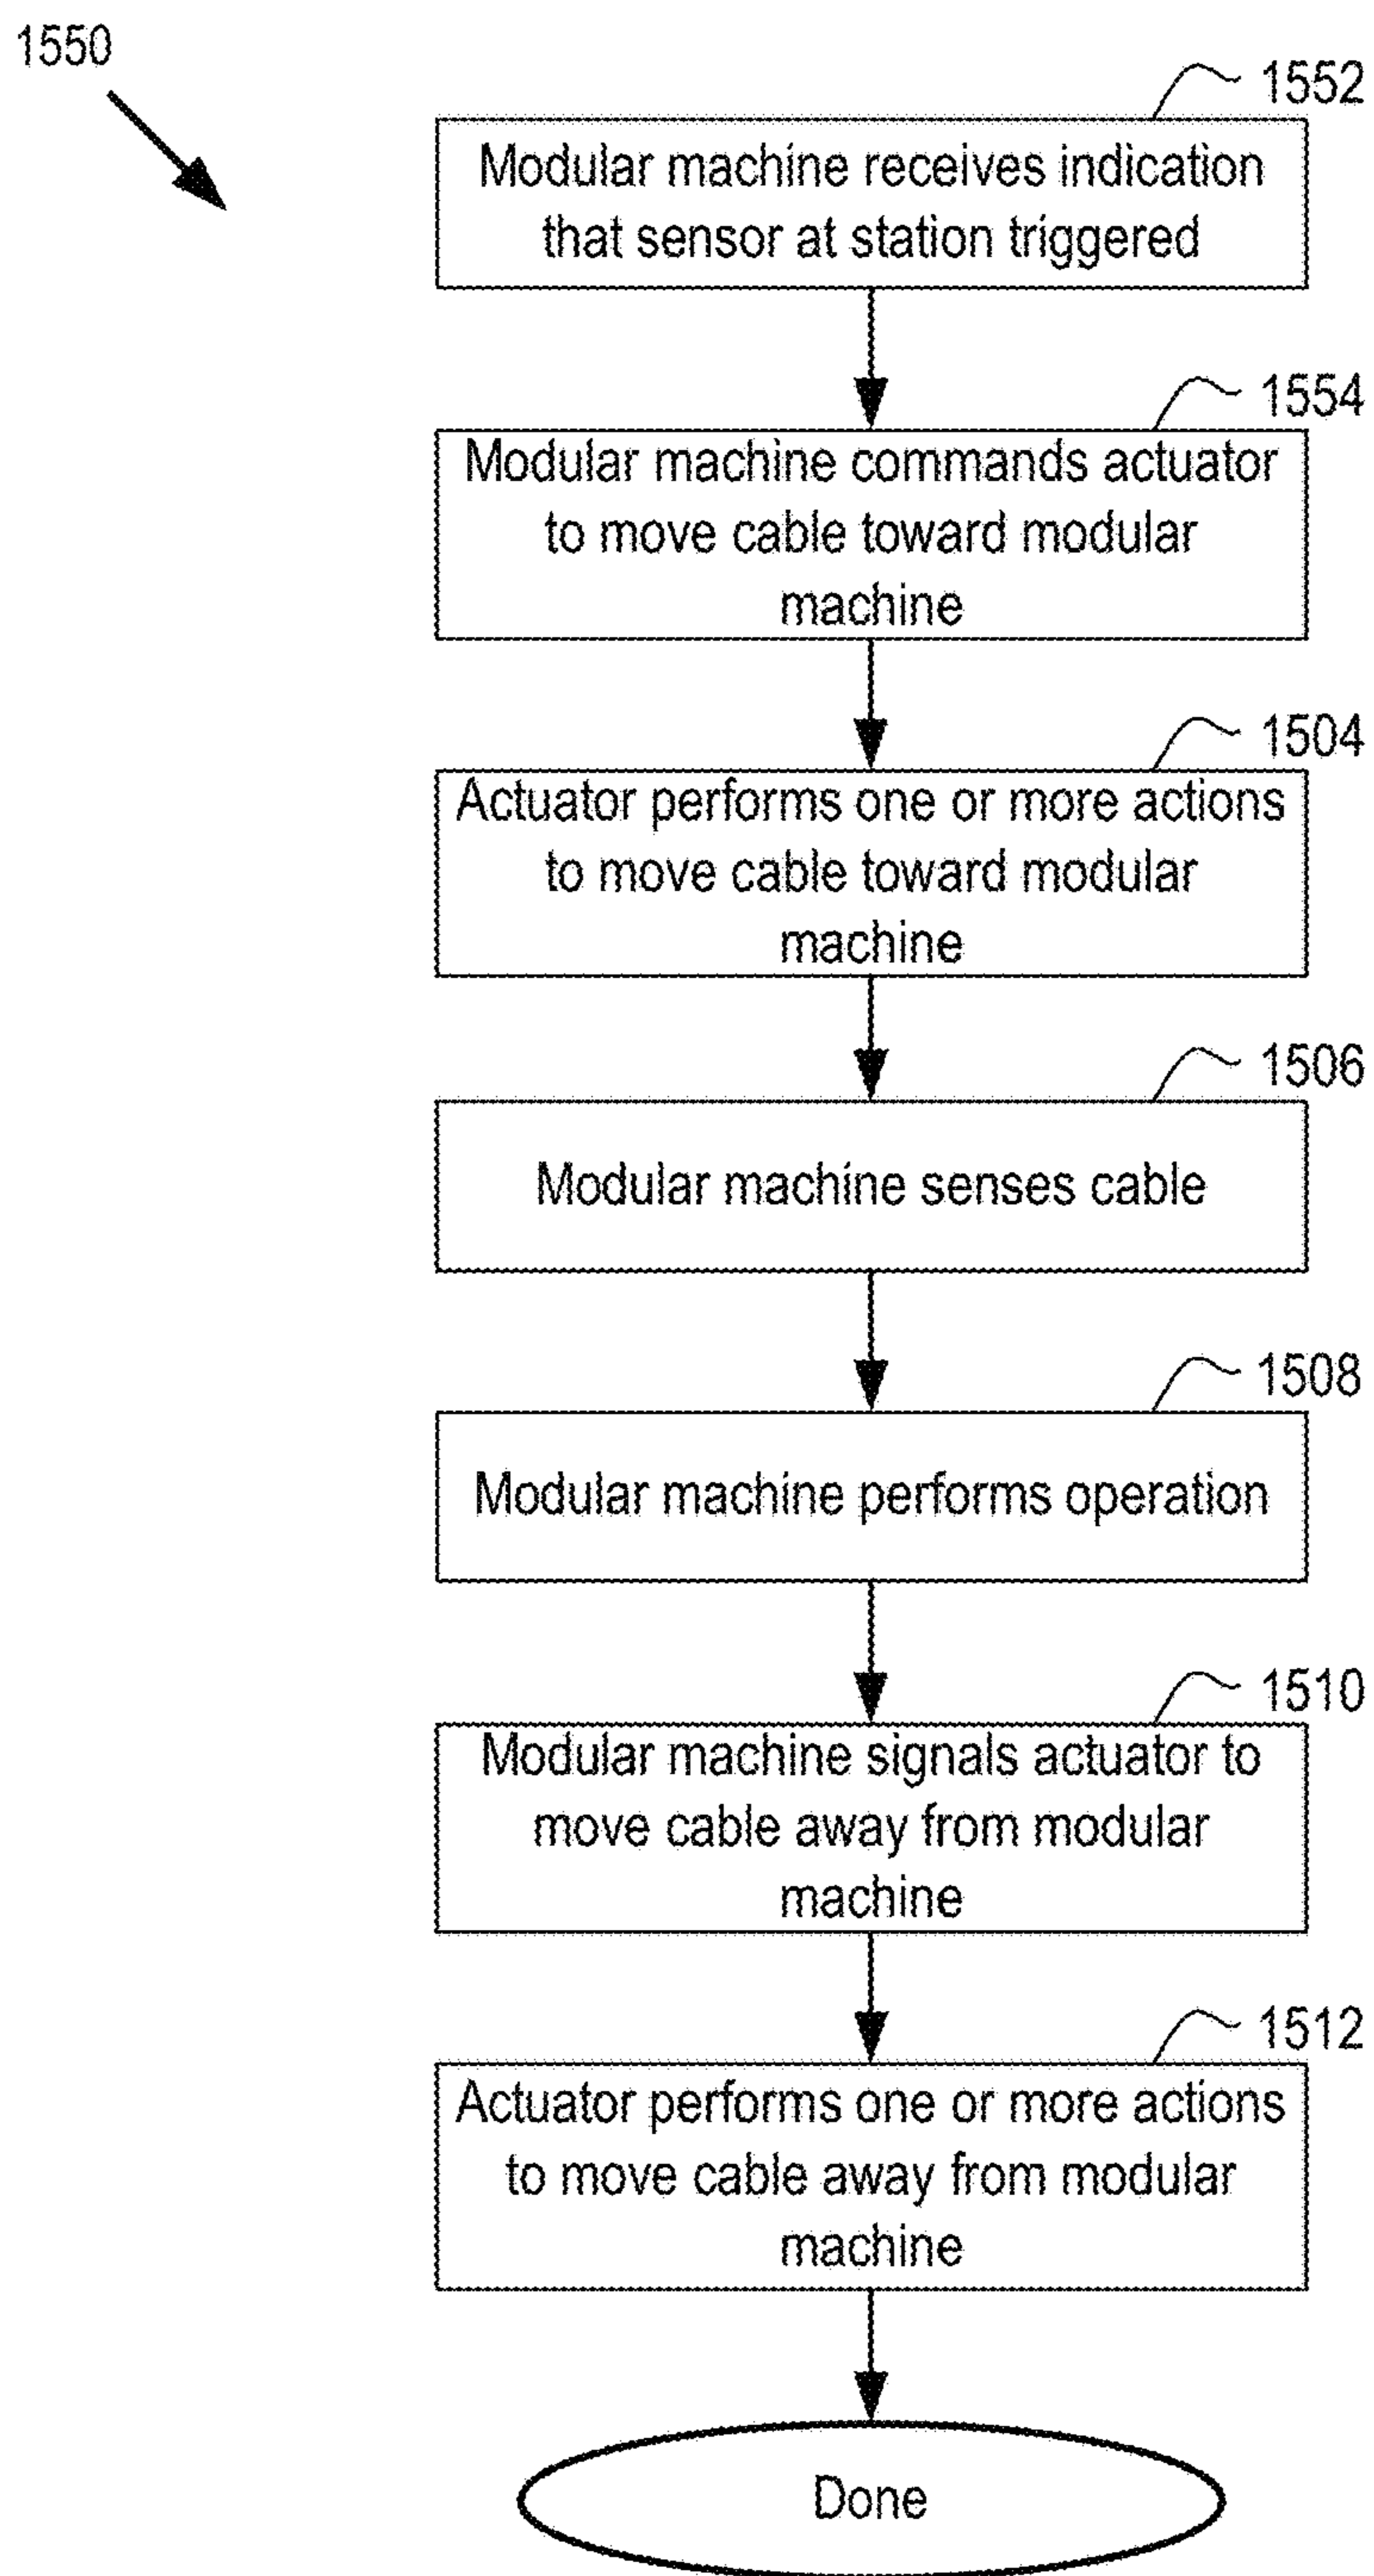 1550
1552
Modular machine receives indication
that sensor at station triggered
1554
Modular machine commands actuator
to move cable toward modular
machine
1504
Actuator performs one or more actions
to move cable toward modular
machine
1506
Modular machine senses cable
1508
Modular machine performs operation
1510
Modular machine signals actuator to
move cable away from modular
machine
1512
Actuator performs one or more actions
to move cable away from modular
machine
Done